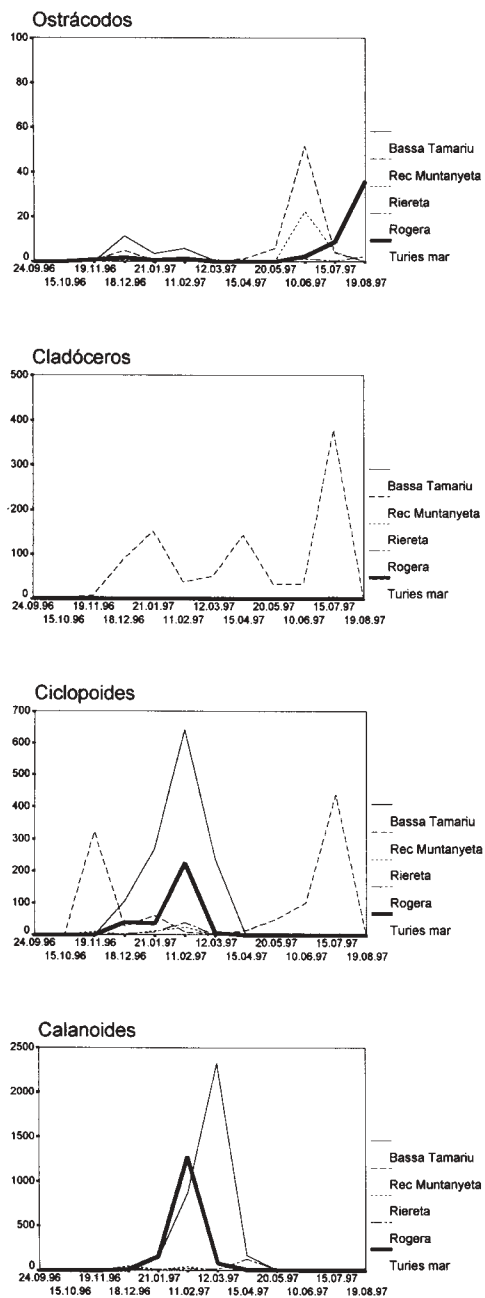 Ostrácodos
100
80
60
40
20
0
24.09.96 19.11.96 21.01.97 12.03.97 20.05.97 15.07.97
15.10.96 18.12.96 11.02.97 15.04.97 10.06.97 19.08.97
Bassa Tamariu
Rec Muntanyeta
Riereta
Rogera
Turies mar
Cladóceros
500
400
300
200
100
0
24.09.96 19.11.96 21.01.97 12.03.97 20.05.97 15.07.97
15.10.96 18.12.96 11.02.97 15.04.97 10.06.97 19.08.97
Bassa Tamariu
Rec Muntanyeta
Riereta
Rogera
Turies mar
Ciclopoides
700
600
500
400
300
200
100
0
24.09.96 19.11.96 21.01.97 12.03.97 20.05.97 15.07.97
15.10.96 18.12.96 11.02.97 15.04.97 10.06.97 19.08.97
Bassa Tamariu
Rec Muntanyeta
Riereta
Rogera
Turies mar
Calanoides
2500
2000
1500
1000
500
0
24.09.96 19.11.96 21.01.97 12.03.97 20.05.97 15.07.97
15.10.96 18.12.96 11.02.97 15.04.97 10.06.97 19.08.97
Bassa Tamariu
Rec Muntanyeta
Riereta
Rogera
Turies mar